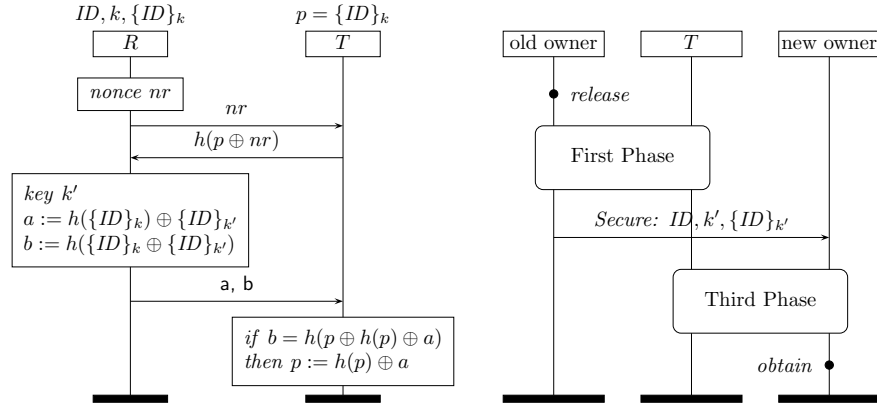 ID, k, {ID}_k
p = {ID}_k
R
T
nonce nr
nr
h(p ⊕ nr)
key k′
a := h({ID}_k) ⊕ {ID}_{k′}
b := h({ID}_k ⊕ {ID}_{k′})
a, b
if b = h(p ⊕ h(p) ⊕ a)
then p := h(p) ⊕ a
old owner
T
new owner
release
First Phase
Secure: ID, k′, {ID}_{k′}
Third Phase
obtain